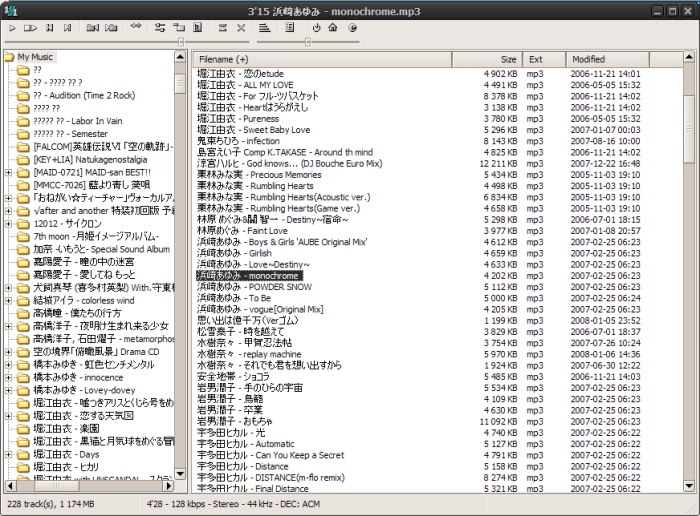 3'15 浜崎あゆみ - monochrome.mp3
My Music
??
?? - ???? ?? ?
?? - Audition (Time 2 Rock)
???? ??
????? ?? - Labor In Vain
????? ?? - Semester
[FALCOM]英雄伝説VI「空の軌跡」-
[KEY+LIA] Natukagenostalgia
[MAID-0721] MAID-san BEST!!
[MMCC-7026] 藍より青し 筴唄
「おねがい☆ティーチャー」ヴォーカルア
√after and another 特装初回版 予約
12012 - サイクロン
7th moon -月姫イメージアルバム-
加奈 -いもうと- Special Sound Album
嘉陽愛子 - 瞳の中の迷宮
嘉陽愛子 - 愛してね もっと
犬飼真琴 (喜多村英梨) With.守東
結城アイラ - colorless wind
高橋瞳 - 僕たちの行方
高橋洋子 - 夜明け生まれ来る少女
高橋洋子, 石田燿子 - metamorphos
空の境界「俯瞰風景」Drama CD
橋本みゆき - 虹色センチメンタル
橋本みゆき - innocence
橋本みゆき - Lovey-dovey
堀江由衣 - 嘘つきアリスとくじら号をめ
堀江由衣 - 恋する天気図
堀江由衣 - 楽園
堀江由衣 - 黒猫と月気球をめぐる冒
堀江由衣 - Days
堀江由衣 - ヒカリ
堀江由衣 with UNSCANDAL - スクラン
Filename (+) Size Ext Modified
堀江由衣 - 恋のetude 4 902 KB mp3 2006-11-21 14:01
堀江由衣 - ALL MY LOVE 4 491 KB mp3 2006-05-05 15:32
堀江由衣 - For フルーツバスケット 8 378 KB mp3 2006-11-21 14:02
堀江由衣 - Heartはうらがえし 3 138 KB mp3 2006-11-21 14:02
堀江由衣 - Pureness 3 780 KB mp3 2006-05-05 15:32
堀江由衣 - Sweet Baby Love 5 296 KB mp3 2007-01-07 00:03
鬼束ちひろ - infection 8 143 KB mp3 2007-08-16 10:00
島宮えい子 Comp K.TAKASE - Around th mind 4 825 KB mp3 2006-11-21 14:02
涼宮ハルヒ - God knows... (DJ Bouche Euro Mix) 12 211 KB mp3 2007-12-22 16:48
栗林みな実 - Precious Memories 5 434 KB mp3 2005-11-03 19:10
栗林みな実 - Rumbling Hearts 4 498 KB mp3 2005-11-03 19:10
栗林みな実 - Rumbling Hearts(Acoustic ver.) 6 834 KB mp3 2005-11-03 19:10
栗林みな実 - Rumbling Hearts(Game ver.) 4 658 KB mp3 2005-11-03 19:10
林原 めぐみ&閧 智一 - Destiny~宿命~ 5 298 KB mp3 2006-07-01 18:15
林原めぐみ - Faint Love 3 977 KB mp3 2007-01-08 20:57
浜崎あゆみ - Boys & Girls 'AUBE Original Mix' 4 612 KB mp3 2007-02-25 06:23
浜崎あゆみ - Girlish 4 659 KB mp3 2007-02-25 06:23
浜崎あゆみ - Love~Destiny~ 4 633 KB mp3 2007-02-25 06:23
浜崎あゆみ - monochrome 4 202 KB mp3 2007-02-25 06:23
浜崎あゆみ - POWDER SNOW 5 112 KB mp3 2007-02-25 06:23
浜崎あゆみ - To Be 5 000 KB mp3 2007-02-25 06:24
浜崎あゆみ - vogue[Original Mix] 4 205 KB mp3 2007-02-25 06:23
思い出は億千万(Verゴム) 1 199 KB mp3 2008-01-05 23:52
松雪泰子 - 時を超えて 3 829 KB mp3 2006-07-01 18:37
水樹奈々 - 甲賀忍法帖 3 754 KB mp3 2007-07-26 10:24
水樹奈々 - replay machine 5 970 KB mp3 2008-01-06 14:36
水樹奈々 - それでも君を想い出すから 1 924 KB mp3 2007-06-30 12:22
安全地帯 - ショコラ 5 485 KB mp3 2006-11-21 14:03
岩男潤子 - 手のひらの宇宙 5 534 KB mp3 2007-02-25 06:23
岩男潤子 - 鳥籠 4 109 KB mp3 2007-02-25 06:23
岩男潤子 - 卒業 4 630 KB mp3 2007-02-25 06:23
岩男潤子 - おもちゃ 11 092 KB mp3 2007-02-25 06:23
宇多田ヒカル - 光 4 740 KB mp3 2007-02-25 06:22
宇多田ヒカル - Automatic 5 127 KB mp3 2007-02-25 06:22
宇多田ヒカル - Can You Keep a Secret 4 791 KB mp3 2007-02-25 06:22
宇多田ヒカル - Distance 5 158 KB mp3 2007-02-25 06:22
宇多田ヒカル - DISTANCE(m-flo remix) 8 274 KB mp3 2007-02-25 06:22
宇多田ヒカル - Final Distance 5 321 KB mp3 2007-02-25 06:22
228 track(s), 1 174 MB 4'28 - 128 kbps - Stereo - 44 kHz - DEC: ACM